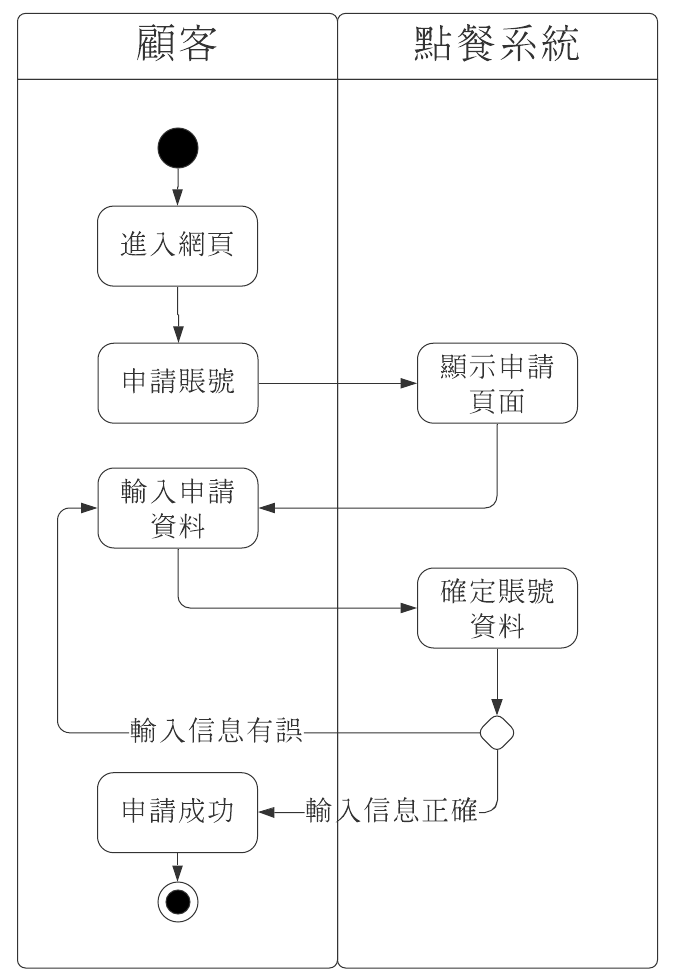 顧客
點餐系統
進入網頁
申請賬號
顯示申請
頁面
輸入申請
資料
確定賬號
資料
輸入信息有誤
申請成功
輸入信息正確